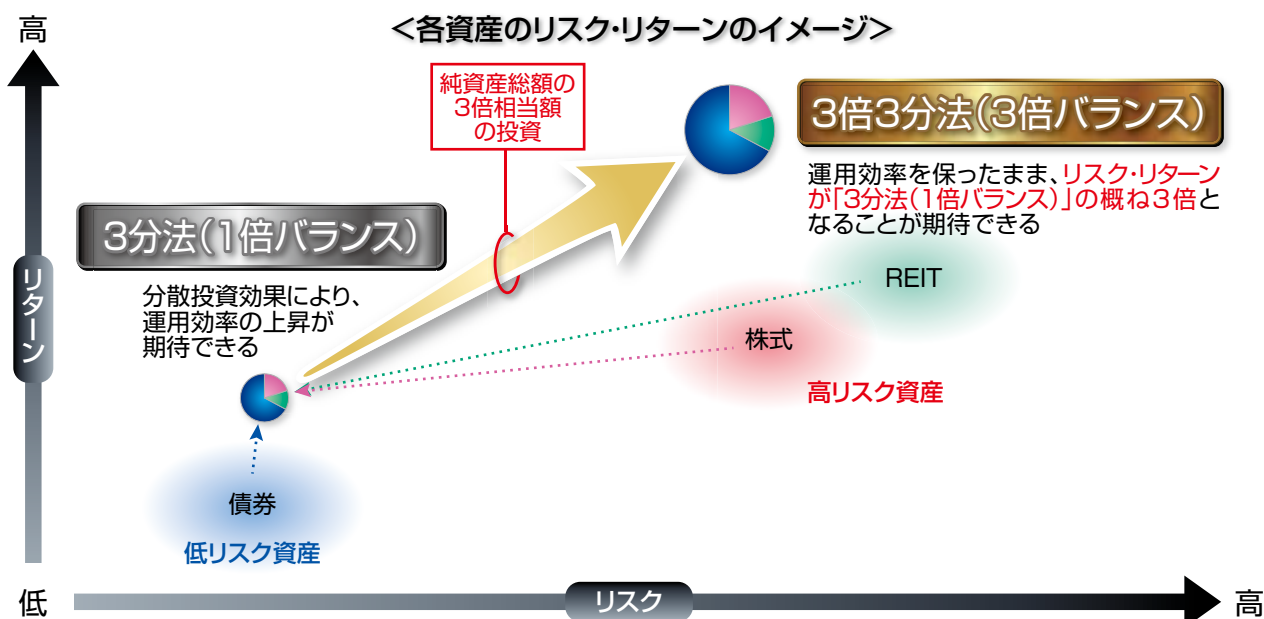 <各資産のリスク・リターンのイメージ>
高
純資産総額の
3倍相当額
の投資
3倍3分法(3倍バランス)
運用効率を保ったまま、リスク・リターン
が「3分法(1倍バランス)」の概ね3倍と
なることが期待できる
3分法(1倍バランス)
分散投資効果により、
運用効率の上昇が
期待できる
リターン
REIT
株式
高リスク資産
債券
低リスク資産
低
リスク
高